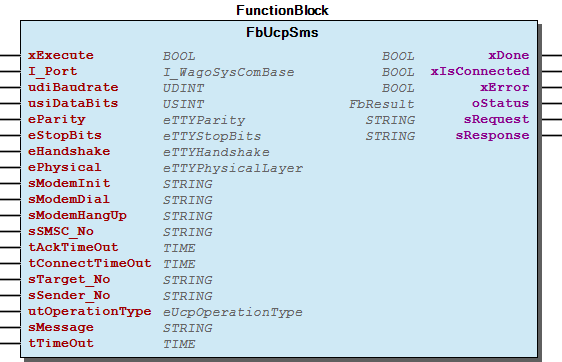 FunctionBlock
FbUcpSms
xExecute BOOL BOOL xDone
I_Port I_WagoSysComBase BOOL xIsConnected
udiBaudrate UDINT BOOL xError
usiDataBits USINT FbResult oStatus
eParity eTTYParity STRING sRequest
eStopBits eTTYStopBits STRING sResponse
eHandshake eTTYHandshake
ePhysical eTTYPhysicalLayer
sModemInit STRING
sModemDial STRING
sModemHangUp STRING
sSMSC_No STRING
tAckTimeOut TIME
tConnectTimeOut TIME
sTarget_No STRING
sSender_No STRING
utOperationType eUcpOperationType
sMessage STRING
tTimeOut TIME